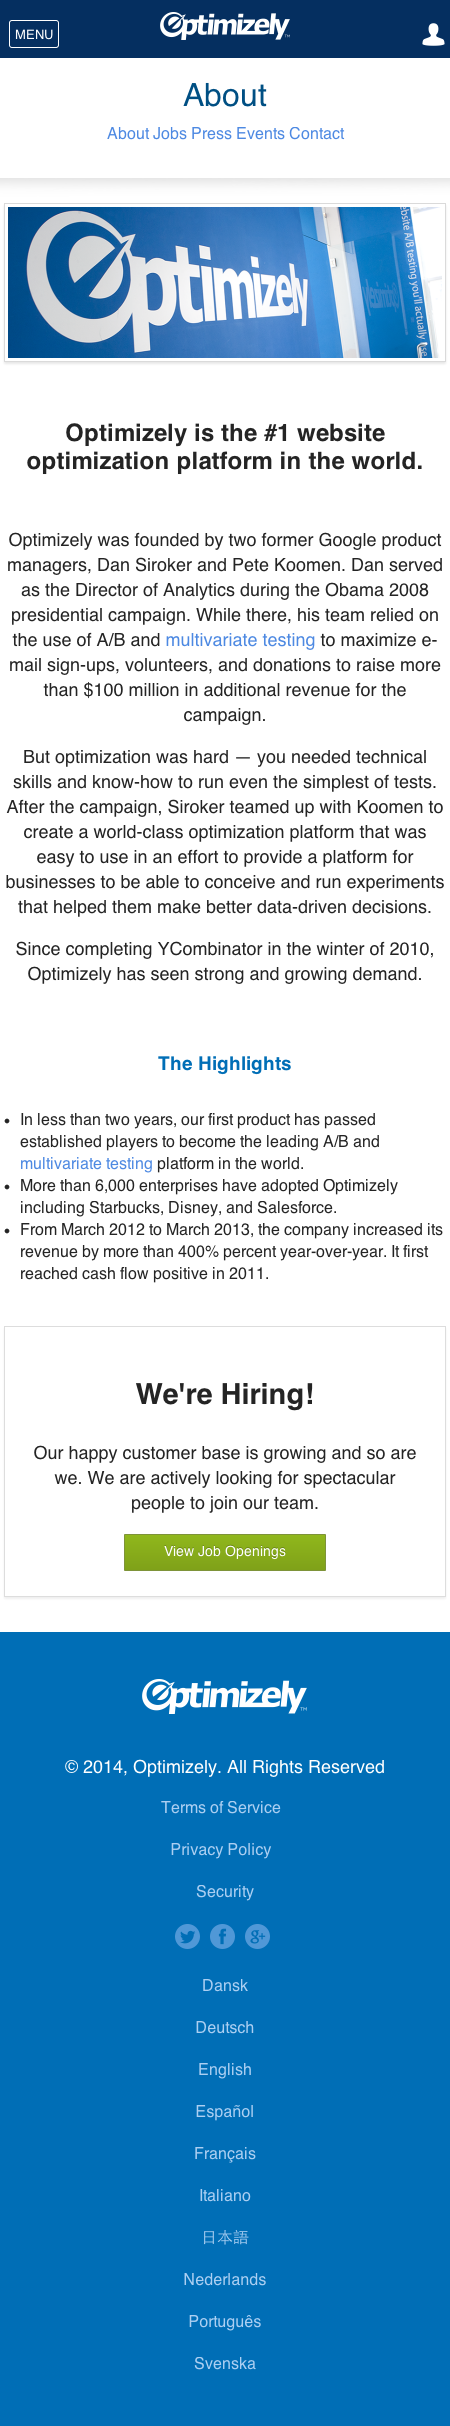 MENU
Optimizely
About
About Jobs Press Events Contact
Optimizely
Optimizely is the #1 website
optimization platform in the world.
Optimizely was founded by two former Google product
managers, Dan Siroker and Pete Koomen. Dan served
as the Director of Analytics during the Obama 2008
presidential campaign. While there, his team relied on
the use of A/B and multivariate testing to maximize e-
mail sign-ups, volunteers, and donations to raise more
than $100 million in additional revenue for the
campaign.
But optimization was hard — you needed technical
skills and know-how to run even the simplest of tests.
After the campaign, Siroker teamed up with Koomen to
create a world-class optimization platform that was
easy to use in an effort to provide a platform for
businesses to be able to conceive and run experiments
that helped them make better data-driven decisions.
Since completing YCombinator in the winter of 2010,
Optimizely has seen strong and growing demand.
The Highlights
• In less than two years, our first product has passed
established players to become the leading A/B and
multivariate testing platform in the world.
• More than 6,000 enterprises have adopted Optimizely
including Starbucks, Disney, and Salesforce.
• From March 2012 to March 2013, the company increased its
revenue by more than 400% percent year-over-year. It first
reached cash flow positive in 2011.
We're Hiring!
Our happy customer base is growing and so are
we. We are actively looking for spectacular
people to join our team.
View Job Openings
Optimizely
© 2014, Optimizely. All Rights Reserved
Terms of Service
Privacy Policy
Security
Dansk
Deutsch
English
Español
Français
Italiano
日本語
Nederlands
Português
Svenska